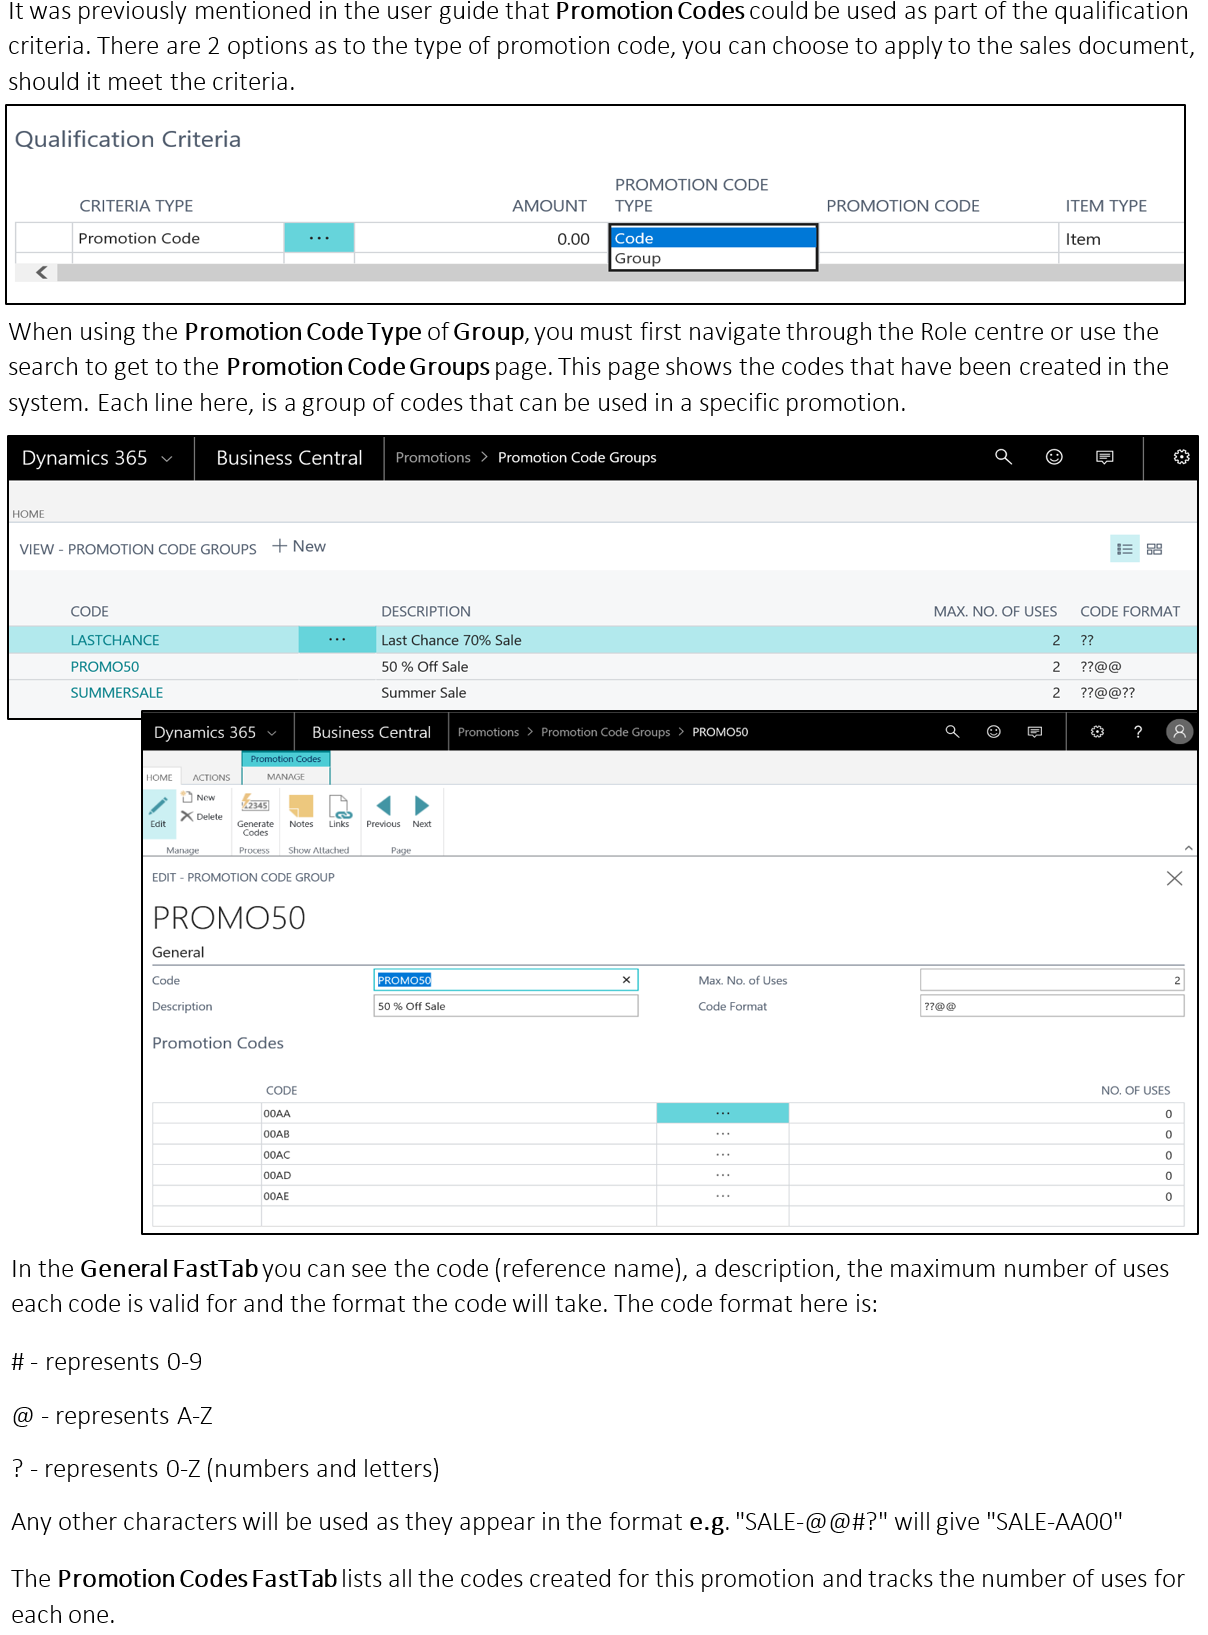 It was previously mentioned in the user guide that Promotion Codes could be used as part of the qualification
criteria. There are 2 options as to the type of promotion code, you can choose to apply to the sales document,
should it meet the criteria.
Qualification Criteria
CRITERIA TYPE AMOUNT PROMOTION CODE TYPE PROMOTION CODE ITEM TYPE
Promotion Code ... 0.00 Code Item
Group
When using the Promotion Code Type of Group, you must first navigate through the Role centre or use the
search to get to the Promotion Code Groups page. This page shows the codes that have been created in the
system. Each line here, is a group of codes that can be used in a specific promotion.
Dynamics 365 Business Central Promotions > Promotion Code Groups
HOME
VIEW - PROMOTION CODE GROUPS + New
CODE DESCRIPTION MAX. NO. OF USES CODE FORMAT
LASTCHANCE ... Last Chance 70% Sale 2 ??
PROMO50 50 % Off Sale 2 ??@@
SUMMERSALE Summer Sale 2 ??@@??
Dynamics 365 Business Central Promotions > Promotion Code Groups > PROMO50 ?
Promotion Codes
HOME ACTIONS MANAGE
Edit New Delete 12345 Generate Codes Notes Links Previous Next
Manage Process Show Attached Page
EDIT - PROMOTION CODE GROUP
PROMO50
General
Code PROMO50 × Max. No. of Uses 2
Description 50 % Off Sale Code Format ??@@
Promotion Codes
CODE NO. OF USES
00AA ... 0
00AB ... 0
00AC ... 0
00AD ... 0
00AE ... 0
In the General FastTab you can see the code (reference name), a description, the maximum number of uses
each code is valid for and the format the code will take. The code format here is:
# - represents 0-9
@ - represents A-Z
? - represents 0-Z (numbers and letters)
Any other characters will be used as they appear in the format e.g. "SALE-@@#?" will give "SALE-AA00"
The Promotion Codes FastTab lists all the codes created for this promotion and tracks the number of uses for
each one.